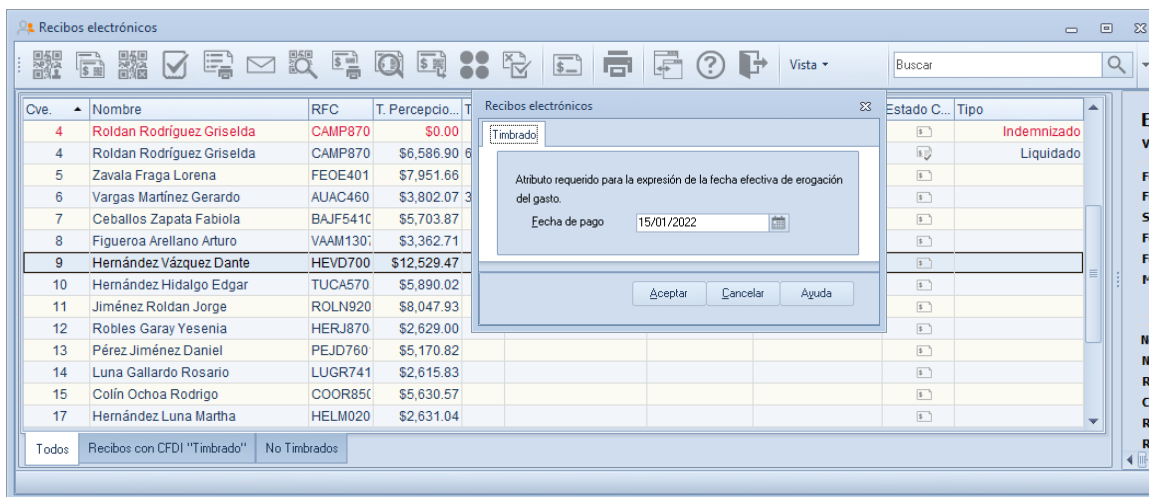 Recibos electrónicos
Vista
Buscar
Cve. Nombre RFC T. Percepcio... T Estado C... Tipo
4 Roldan Rodríguez Griselda CAMP870 $0.00 Indemnizado
4 Roldan Rodríguez Griselda CAMP870 $6,586.90 6 Liquidado
5 Zavala Fraga Lorena FEOE401 $7,951.66
6 Vargas Martínez Gerardo AUAC460 $3,802.07 3
7 Ceballos Zapata Fabiola BAJF541 $5,703.87
8 Figueroa Arellano Arturo VAAM130 $3,362.71
9 Hernández Vázquez Dante HEVD700 $12,529.47
10 Hernández Hidalgo Edgar TUCA570 $5,890.02
11 Jiménez Roldan Jorge ROLN920 $8,047.93
12 Robles Garay Yesenia HERJ870 $2,629.00
13 Pérez Jiménez Daniel PEJD760 $5,170.82
14 Luna Gallardo Rosario LUGR741 $2,615.83
15 Colín Ochoa Rodrigo COOR850 $5,630.57
17 Hernández Luna Martha HELM020 $2,631.04
Recibos electrónicos
Timbrado
Atributo requerido para la expresión de la fecha efectiva de erogación
del gasto.
Fecha de pago 15/01/2022
Aceptar Cancelar Ayuda
Todos Recibos con CFDI "Timbrado" No Timbrados